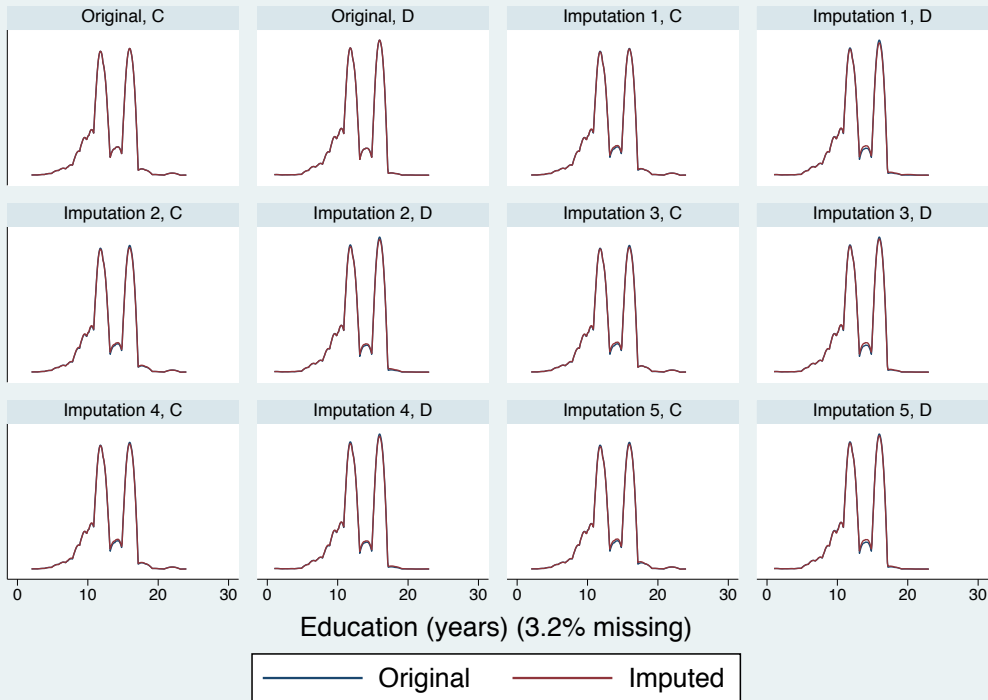 Original, C
Original, D
Imputation 1, C
Imputation 1, D
Imputation 2, C
Imputation 2, D
Imputation 3, C
Imputation 3, D
Imputation 4, C
Imputation 4, D
Imputation 5, C
Imputation 5, D
0 10 20 30 0 10 20 30 0 10 20 30 0 10 20 30
Education (years) (3.2% missing)
Original Imputed